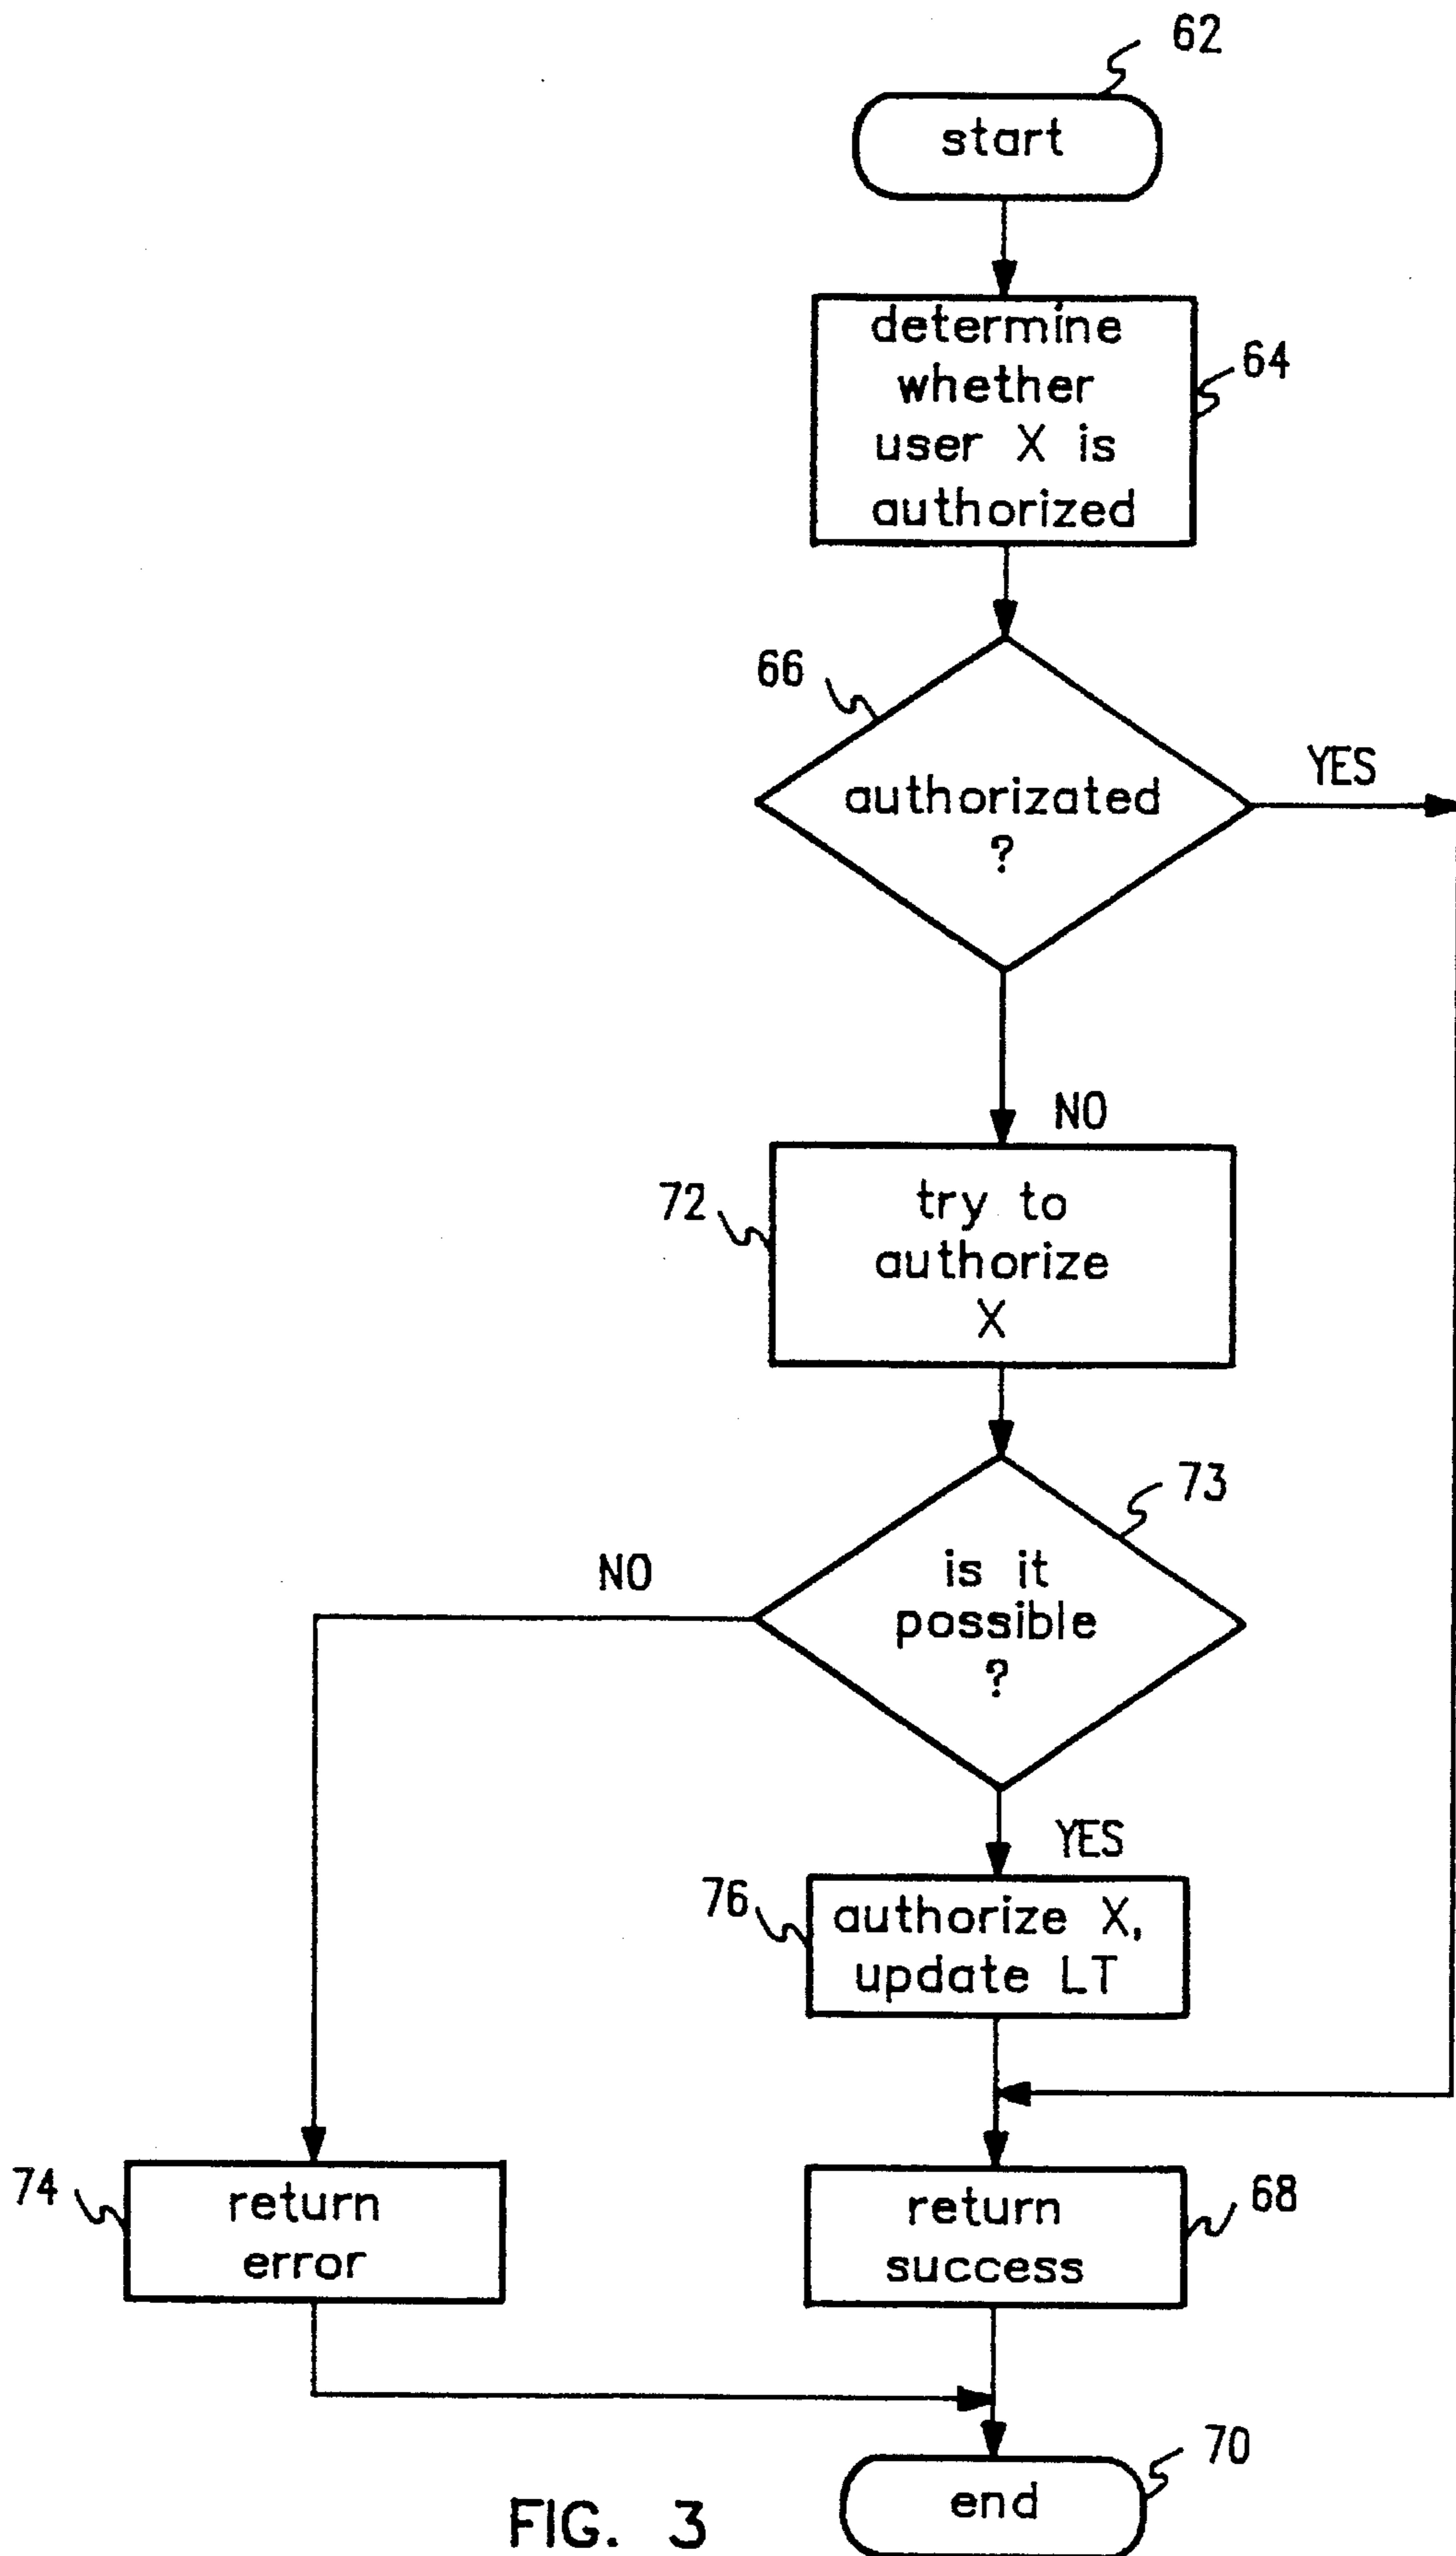 62
start
determine
whether
user X is
authorized
64
66
authorizated
?
YES
NO
72
try to
authorize
X
73
is it
possible
?
NO
YES
76
authorize X,
update LT
74
return
error
return
success
68
end
70
FIG. 3